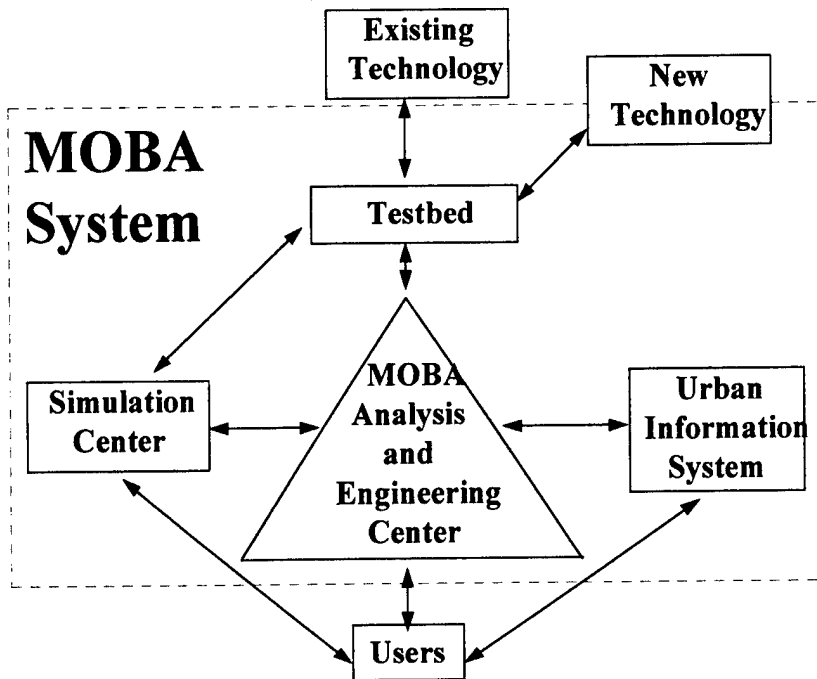 Existing
Technology
New
Technology
MOBA
System
Testbed
Simulation
Center
MOBA
Analysis
and
Engineering
Center
Urban
Information
System
Users